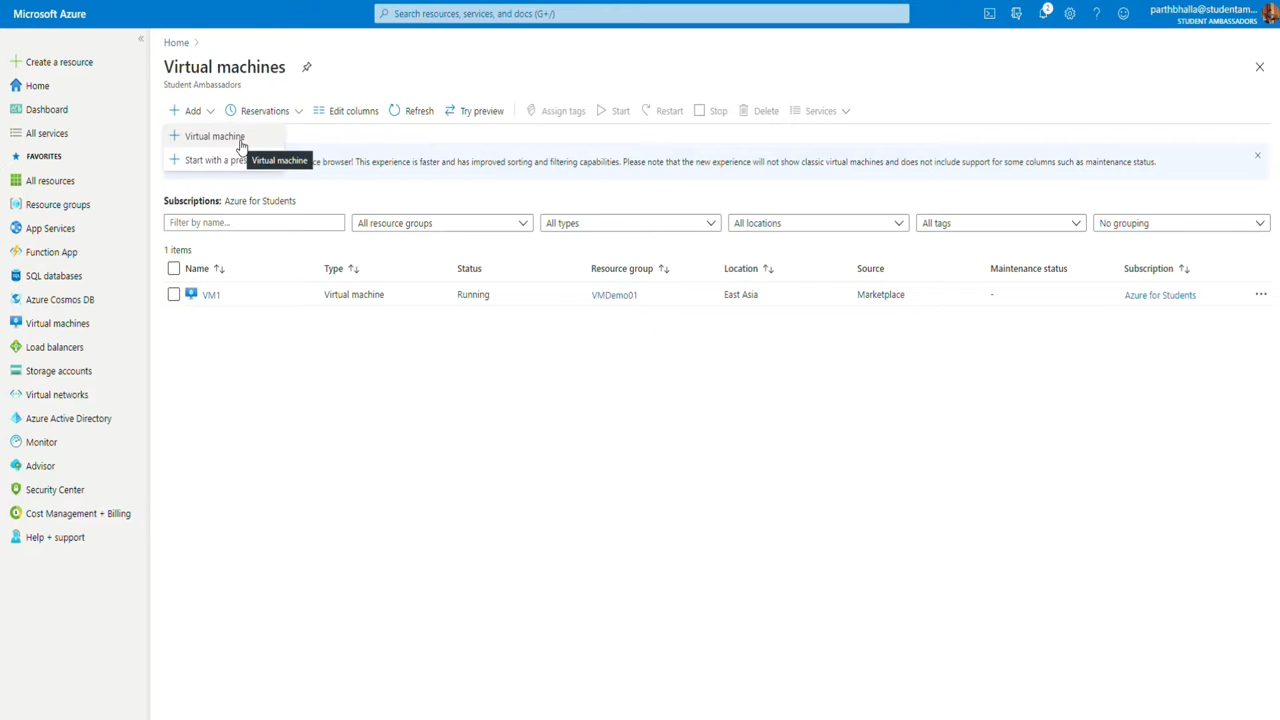 Microsoft Azure
Search resources, services, and docs (G+/)
2
parthbhalla@studentam...
STUDENT AMBASSADORS
Create a resource
Home
Dashboard
All services
FAVORITES
All resources
Resource groups
App Services
Function App
SQL databases
Azure Cosmos DB
Virtual machines
Load balancers
Storage accounts
Virtual networks
Azure Active Directory
Monitor
Advisor
Security Center
Cost Management + Billing
Help + support
Home
Virtual machines
Student Ambassadors
Add Reservations Edit columns Refresh Try preview Assign tags Start Restart Stop Delete Services
Virtual machine
Start with a pres
Virtual machine
ce browser! This experience is faster and has improved sorting and filtering capabilities. Please note that the new experience will not show classic virtual machines and does not include support for some columns such as maintenance status.
Subscriptions: Azure for Students
Filter by name... All resource groups All types All locations All tags No grouping
1 items
Name Type Status Resource group Location Source Maintenance status Subscription
VM1 Virtual machine Running VMDemo01 East Asia Marketplace - Azure for Students